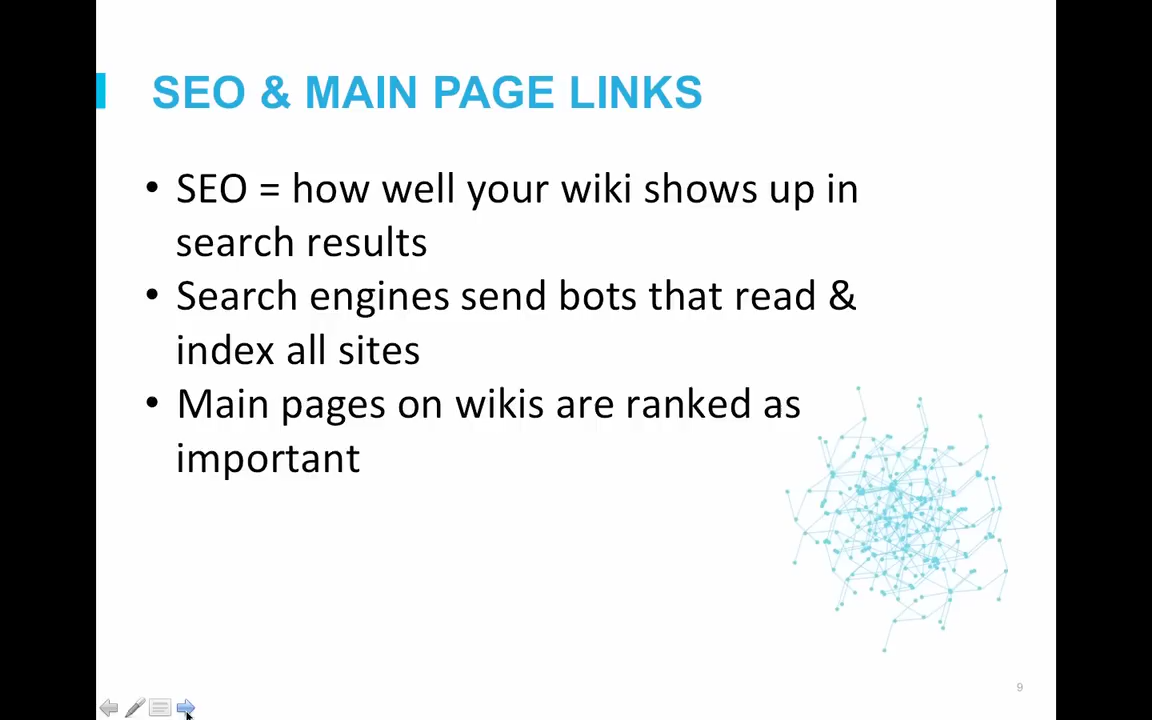 SEO & MAIN PAGE LINKS
• SEO = how well your wiki shows up in
search results
• Search engines send bots that read &
index all sites
• Main pages on wikis are ranked as
important
9